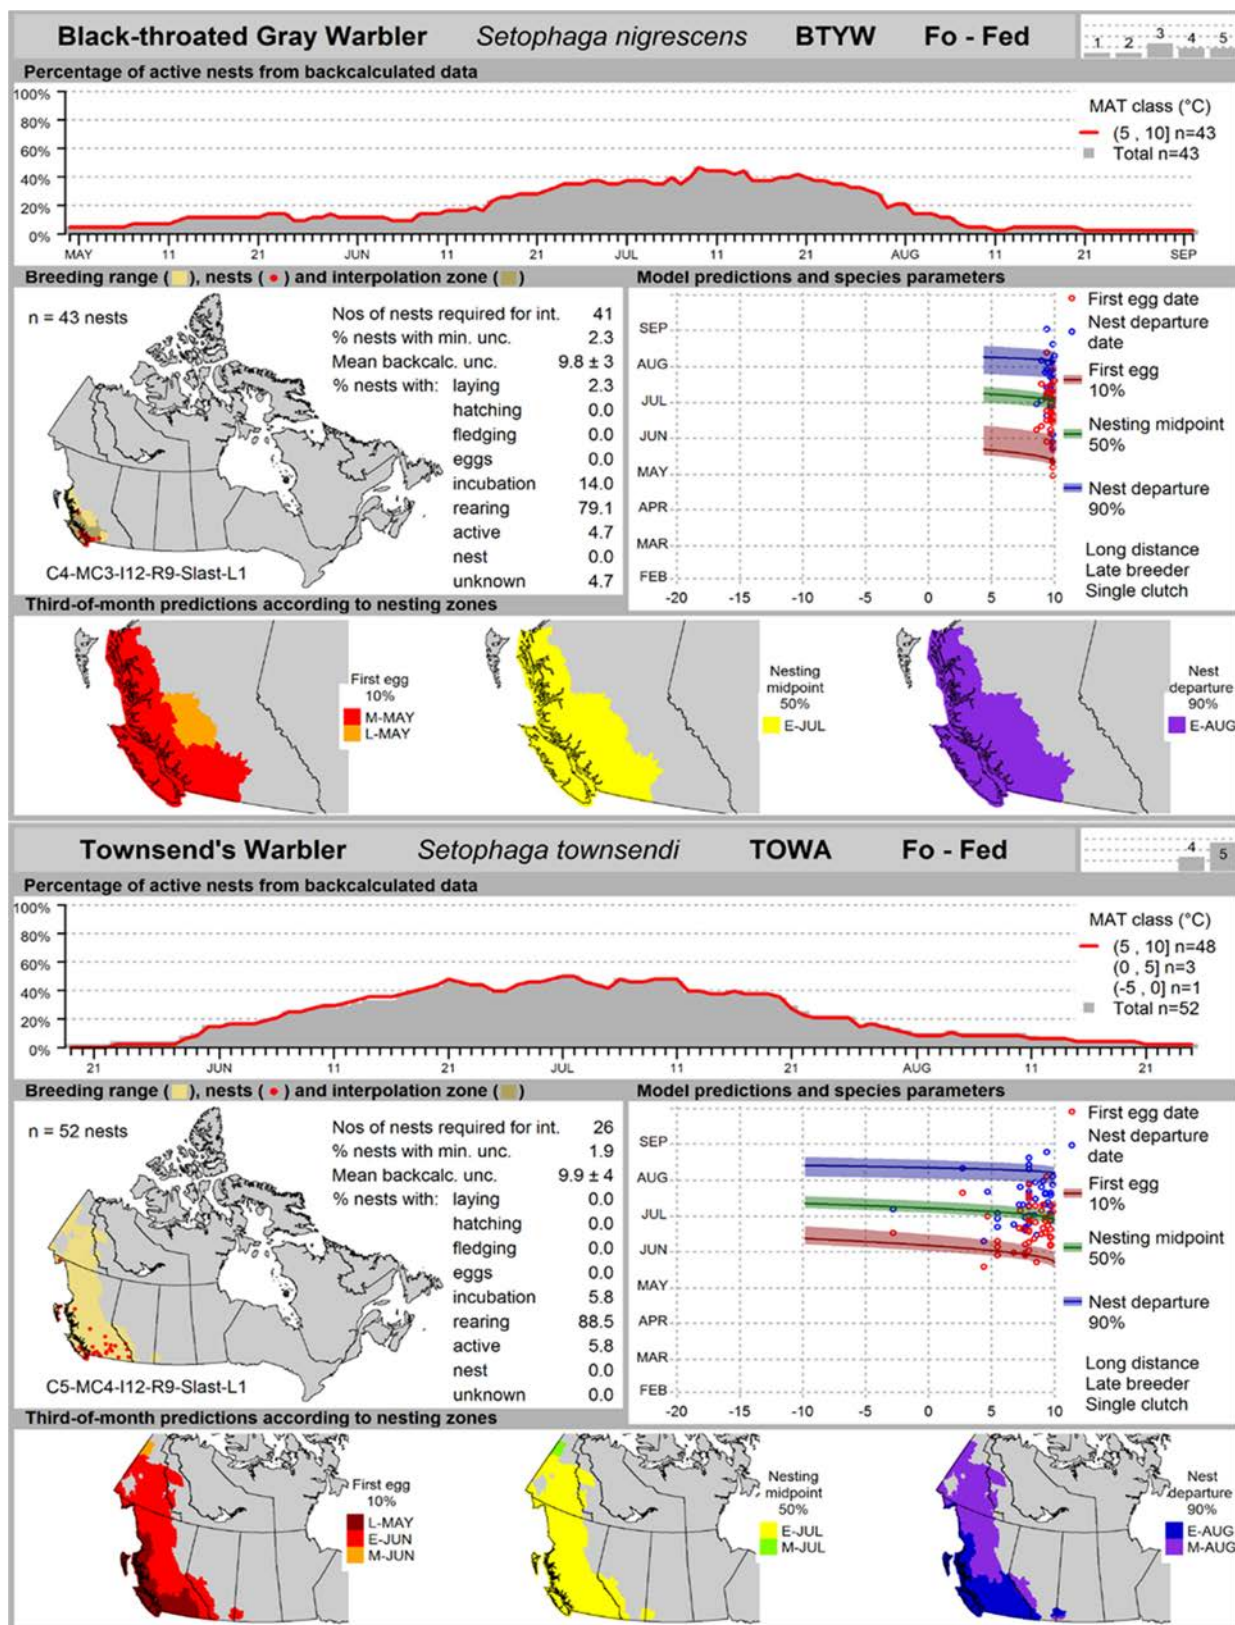 Black-throated Gray Warbler Setophaga nigrescens BTYW Fo - Fed
1 2 3 4 5
Percentage of active nests from backcalculated data
100%
80%
60%
40%
20%
0%
MAY 11 21 JUN 11 21 JUL 11 21 AUG 11 21 SEP
MAT class (°C)
(5 , 10] n=43
Total n=43
Breeding range ( ), nests ( ) and interpolation zone ( )
n = 43 nests
Nos of nests required for int. 41
% nests with min. unc. 2.3
Mean backcalc. unc. 9.8 ± 3
% nests with: laying 2.3
hatching 0.0
fledging 0.0
eggs 0.0
incubation 14.0
rearing 79.1
active 4.7
nest 0.0
unknown 4.7
C4-MC3-I12-R9-Slast-L1
Model predictions and species parameters
SEP
AUG
JUL
JUN
MAY
APR
MAR
FEB
-20 -15 -10 -5 0 5 10
First egg date
Nest departure
date
First egg
10%
Nesting midpoint
50%
Nest departure
90%
Long distance
Late breeder
Single clutch
Third-of-month predictions according to nesting zones
First egg
10%
M-MAY
L-MAY
Nesting
midpoint
50%
E-JUL
Nest
departure
90%
E-AUG
Townsend's Warbler Setophaga townsendi TOWA Fo - Fed
4 5
Percentage of active nests from backcalculated data
100%
80%
60%
40%
20%
0%
21 JUN 11 21 JUL 11 21 AUG 11 21
MAT class (°C)
(5 , 10] n=48
(0 , 5] n=3
(-5 , 0] n=1
Total n=52
Breeding range ( ), nests ( ) and interpolation zone ( )
n = 52 nests
Nos of nests required for int. 26
% nests with min. unc. 1.9
Mean backcalc. unc. 9.9 ± 4
% nests with: laying 0.0
hatching 0.0
fledging 0.0
eggs 0.0
incubation 5.8
rearing 88.5
active 5.8
nest 0.0
unknown 0.0
C5-MC4-I12-R9-Slast-L1
Model predictions and species parameters
SEP
AUG
JUL
JUN
MAY
APR
MAR
FEB
-20 -15 -10 -5 0 5 10
First egg date
Nest departure
date
First egg
10%
Nesting midpoint
50%
Nest departure
90%
Long distance
Late breeder
Single clutch
Third-of-month predictions according to nesting zones
First egg
10%
L-MAY
E-JUN
M-JUN
Nesting
midpoint
50%
E-JUL
M-JUL
Nest
departure
90%
E-AUG
M-AUG